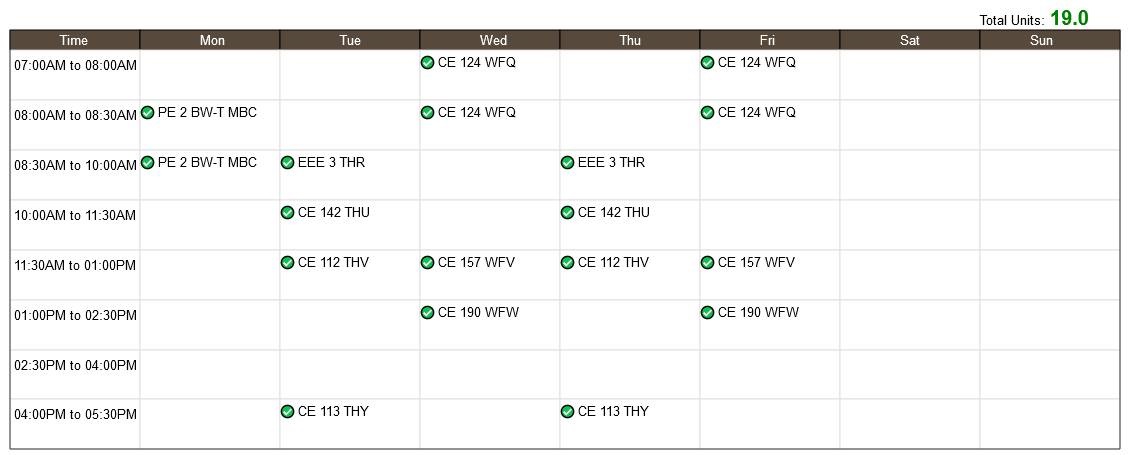 Total Units: 19.0
Time Mon Tue Wed Thu Fri Sat Sun
07:00AM to 08:00AM CE 124 WFQ CE 124 WFQ
08:00AM to 08:30AM PE 2 BW-T MBC CE 124 WFQ CE 124 WFQ
08:30AM to 10:00AM PE 2 BW-T MBC EEE 3 THR EEE 3 THR
10:00AM to 11:30AM CE 142 THU CE 142 THU
11:30AM to 01:00PM CE 112 THV CE 157 WFV CE 112 THV CE 157 WFV
01:00PM to 02:30PM CE 190 WFW CE 190 WFW
02:30PM to 04:00PM
04:00PM to 05:30PM CE 113 THY CE 113 THY